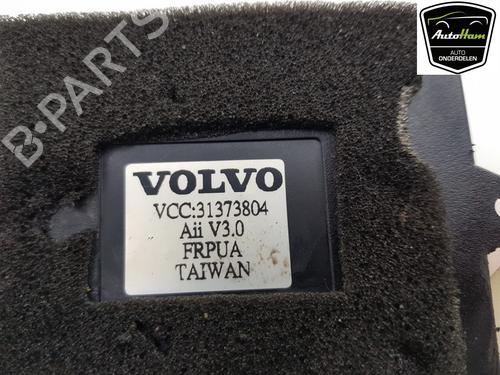 AutoHam
AUTO
ONDERDELEN
B-PARTS
VOLVO
VCC:31373804
Aii V3.0
FRPUA
TAIWAN